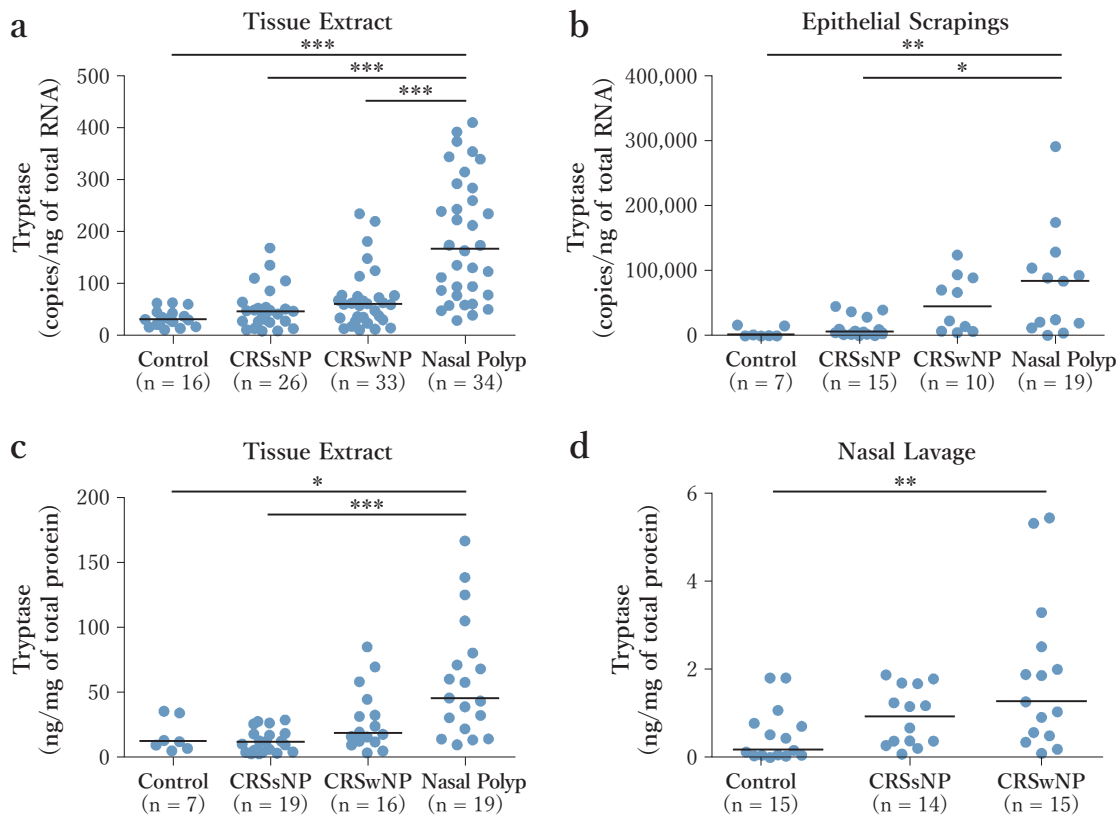 a
Tissue Extract
***
***
***
Tryptase
(copies/ng of total RNA)
500
400
300
200
100
0
Control
(n = 16)
CRSsNP
(n = 26)
CRSwNP
(n = 33)
Nasal Polyp
(n = 34)
b
Epithelial Scrapings
**
*
Tryptase
(copies/ng of total RNA)
400,000
300,000
200,000
100,000
0
Control
(n = 7)
CRSsNP
(n = 15)
CRSwNP
(n = 10)
Nasal Polyp
(n = 19)
c
Tissue Extract
*
***
Tryptase
(ng/mg of total protein)
200
150
100
50
0
Control
(n = 7)
CRSsNP
(n = 19)
CRSwNP
(n = 16)
Nasal Polyp
(n = 19)
d
Nasal Lavage
**
Tryptase
(ng/mg of total protein)
6
4
2
0
Control
(n = 15)
CRSsNP
(n = 14)
CRSwNP
(n = 15)